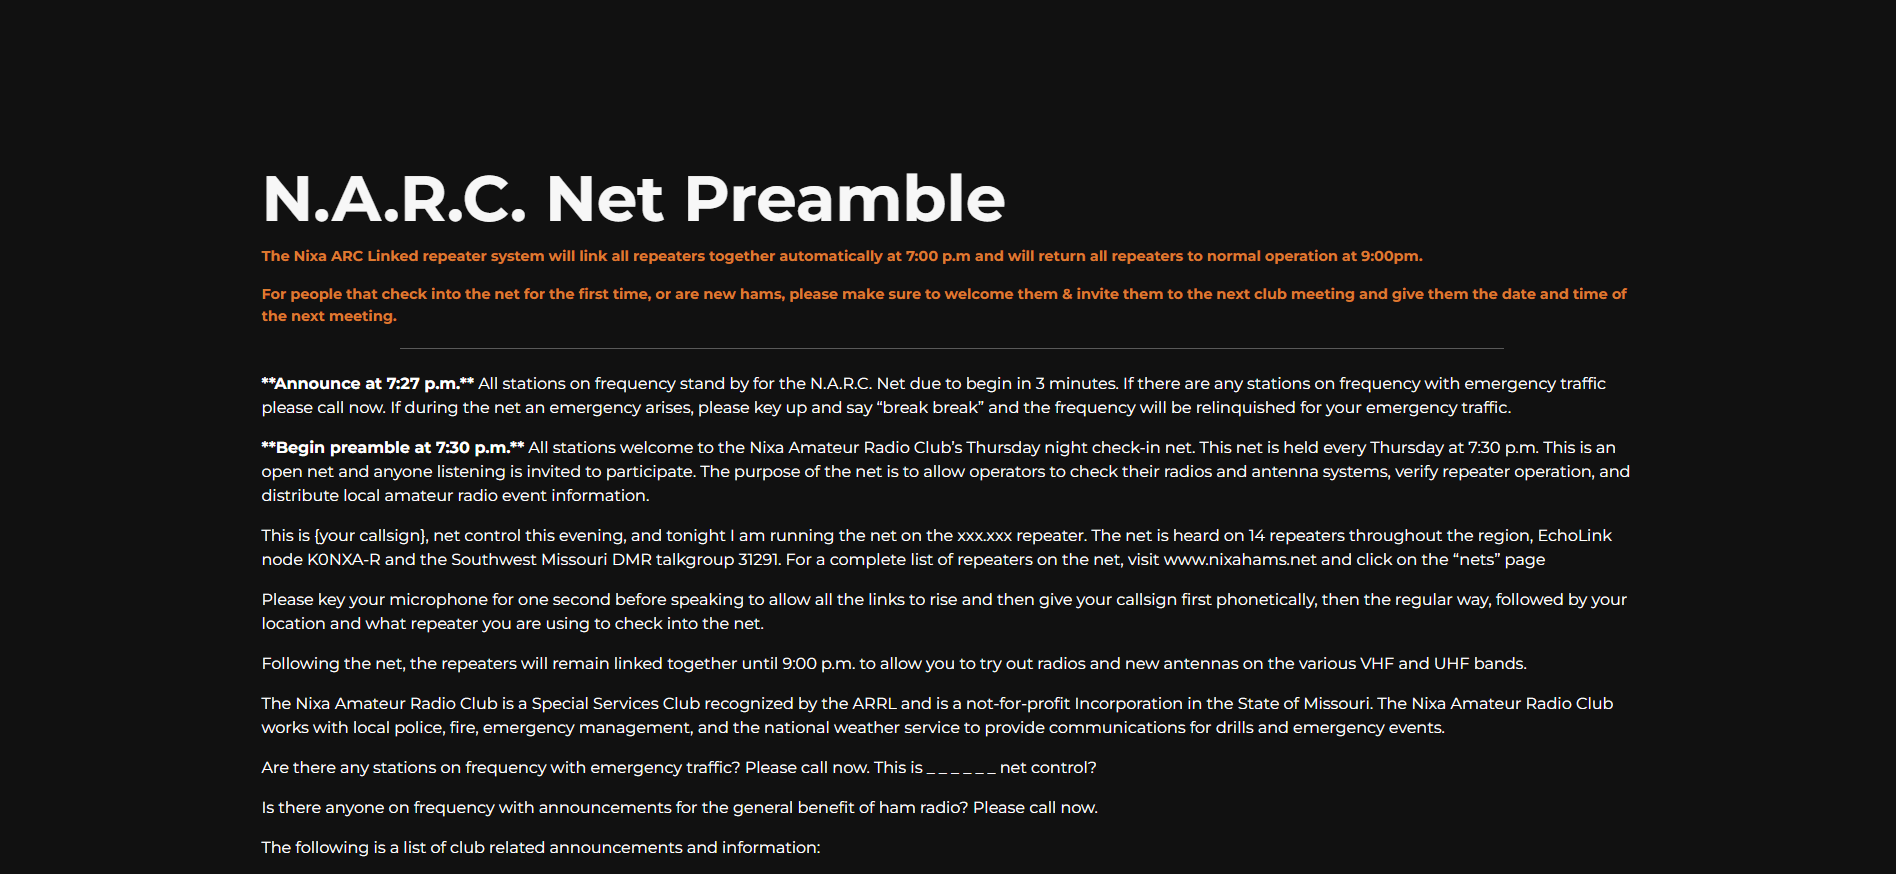 N.A.R.C. Net Preamble
The Nixa ARC Linked repeater system will link all repeaters together automatically at 7:00 p.m and will return all repeaters to normal operation at 9:00pm.
For people that check into the net for the first time, or are new hams, please make sure to welcome them & invite them to the next club meeting and give them the date and time of
the next meeting.
**Announce at 7:27 p.m.** All stations on frequency stand by for the N.A.R.C. Net due to begin in 3 minutes. If there are any stations on frequency with emergency traffic
please call now. If during the net an emergency arises, please key up and say “break break” and the frequency will be relinquished for your emergency traffic.
**Begin preamble at 7:30 p.m.** All stations welcome to the Nixa Amateur Radio Club’s Thursday night check-in net. This net is held every Thursday at 7:30 p.m. This is an
open net and anyone listening is invited to participate. The purpose of the net is to allow operators to check their radios and antenna systems, verify repeater operation, and
distribute local amateur radio event information.
This is {your callsign}, net control this evening, and tonight I am running the net on the xxx.xxx repeater. The net is heard on 14 repeaters throughout the region, EchoLink
node K0NXA-R and the Southwest Missouri DMR talkgroup 31291. For a complete list of repeaters on the net, visit www.nixahams.net and click on the “nets” page
Please key your microphone for one second before speaking to allow all the links to rise and then give your callsign first phonetically, then the regular way, followed by your
location and what repeater you are using to check into the net.
Following the net, the repeaters will remain linked together until 9:00 p.m. to allow you to try out radios and new antennas on the various VHF and UHF bands.
The Nixa Amateur Radio Club is a Special Services Club recognized by the ARRL and is a not-for-profit Incorporation in the State of Missouri. The Nixa Amateur Radio Club
works with local police, fire, emergency management, and the national weather service to provide communications for drills and emergency events.
Are there any stations on frequency with emergency traffic? Please call now. This is _ _ _ _ _ _ net control?
Is there anyone on frequency with announcements for the general benefit of ham radio? Please call now.
The following is a list of club related announcements and information: